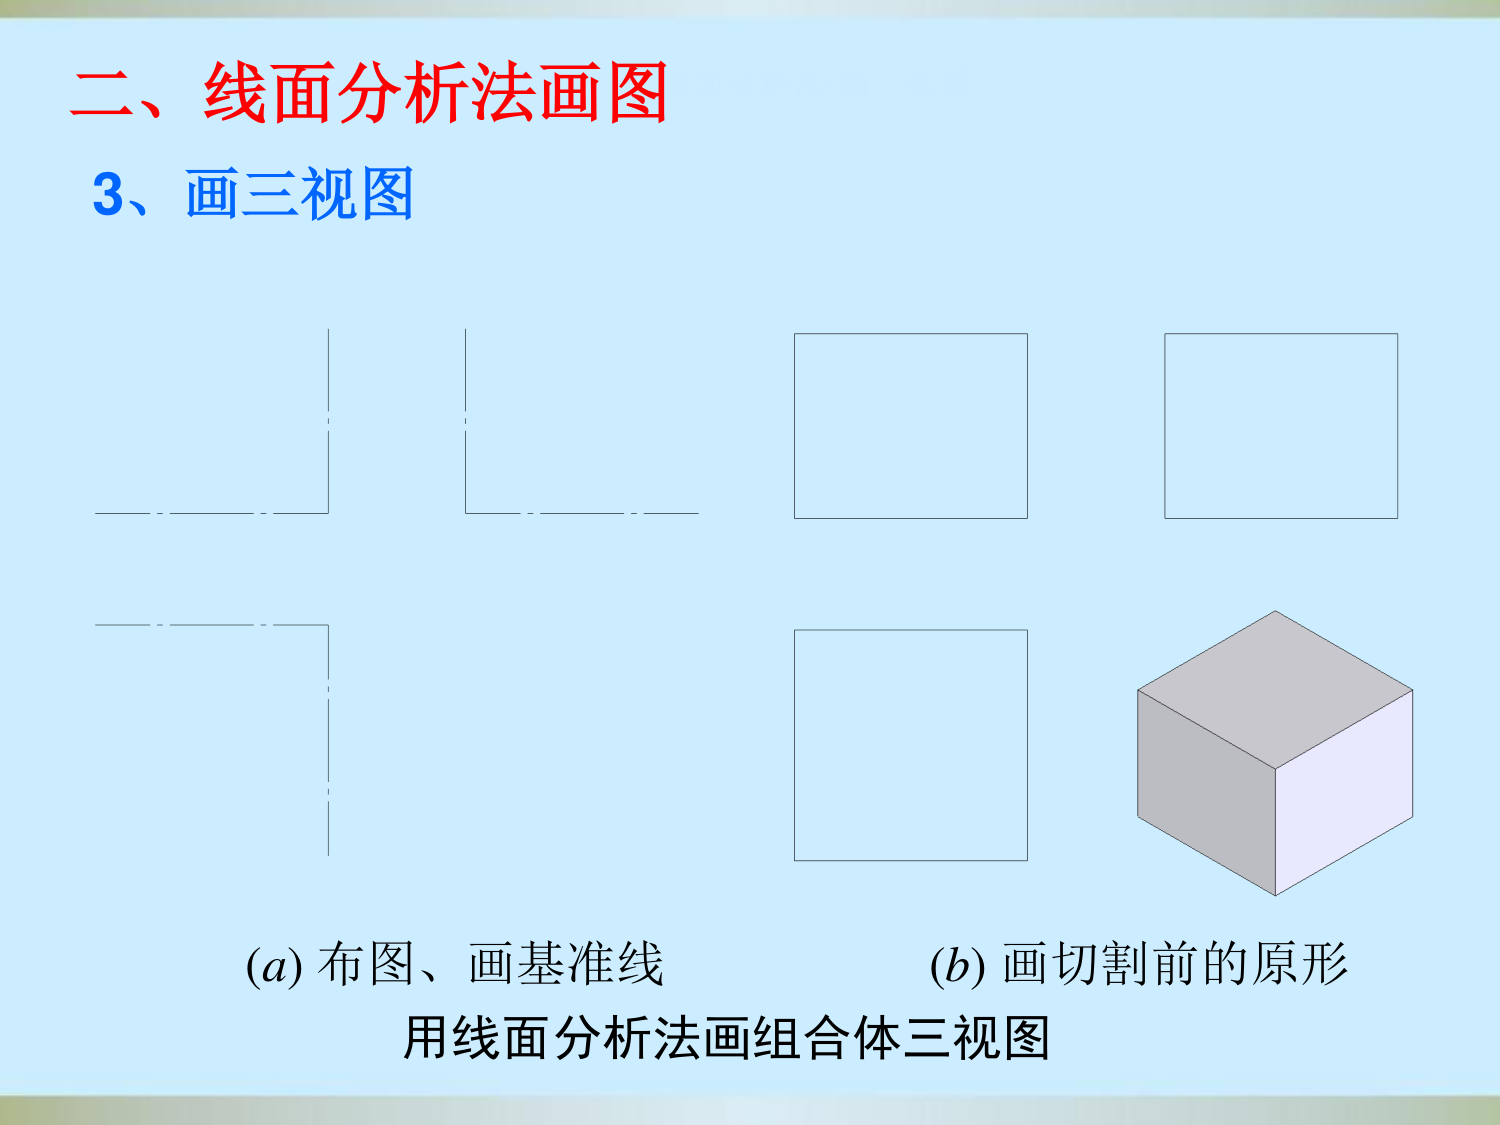 二、线面分析法画图
3、画三视图
(a) 布图、画基准线
(b) 画切割前的原形
用线面分析法画组合体三视图